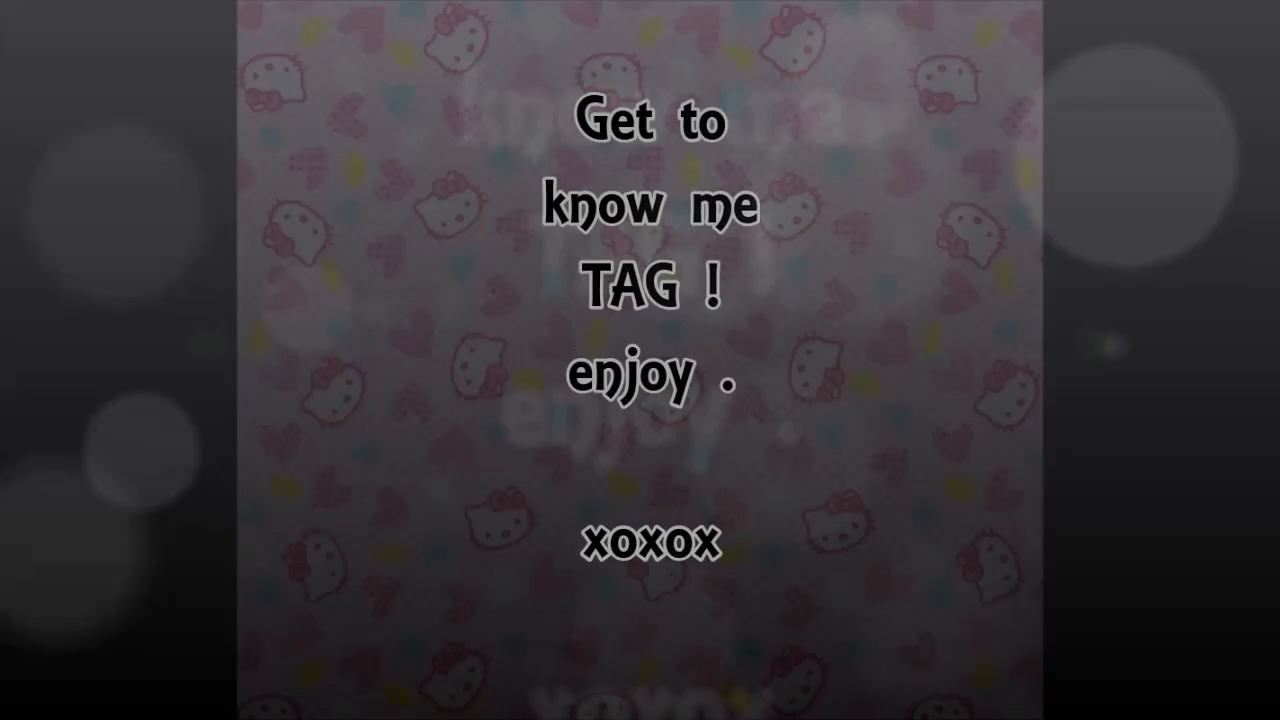 Get to
know me
TAG !
enjoy .
xoxox